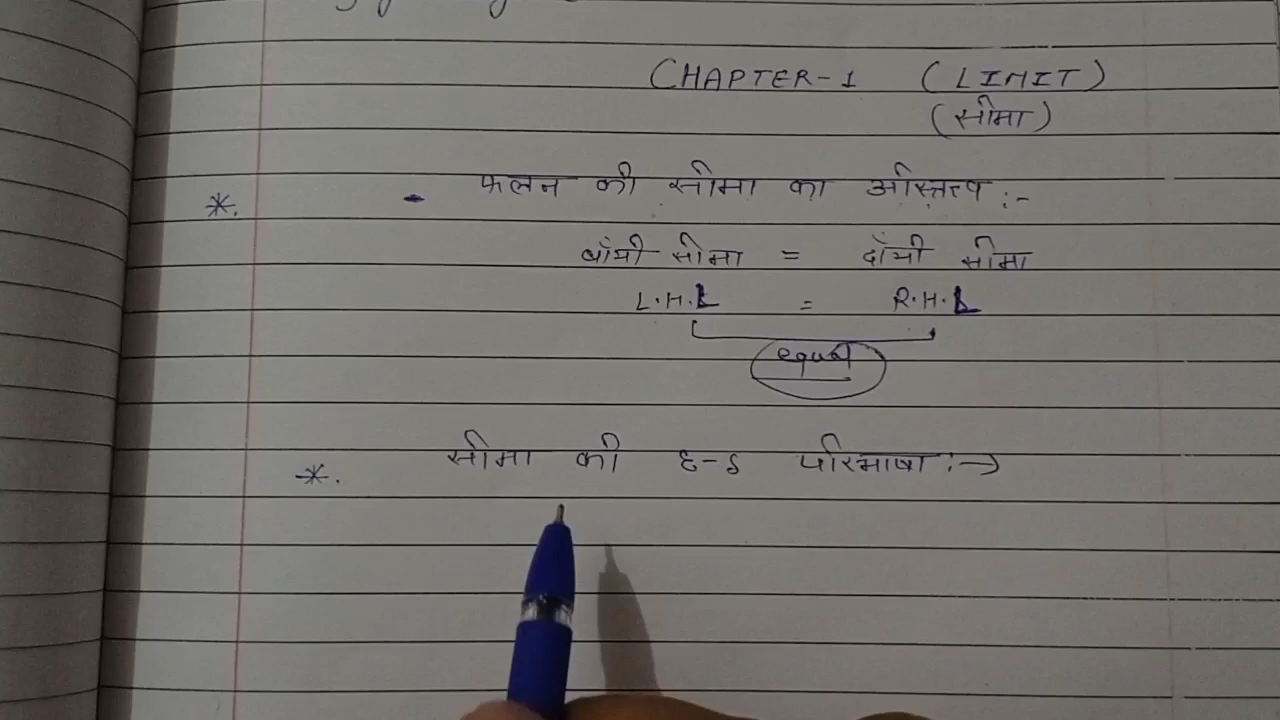 CHAPTER-1 (LIMIT)
(सीमा)
*. - फलन की सीमा का अस्तित्व :-
बाँयी सीमा = दाँयी सीमा
L.H.L = R.H.L
equal
*. सीमा की ε-δ परिभाषा :→